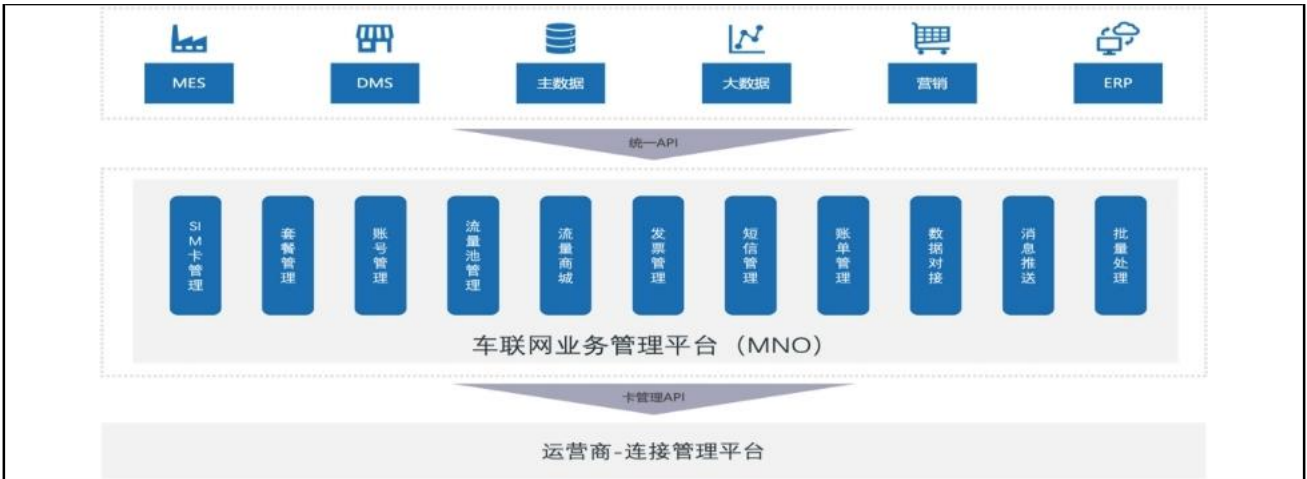 MES
DMS
主数据
大数据
营销
ERP
统一API
SIM卡管理
套餐管理
账号管理
流量池管理
流量商城
发票管理
短信管理
账单管理
数据对接
消息推送
批量处理
车联网业务管理平台（MNO）
卡管理API
运营商-连接管理平台